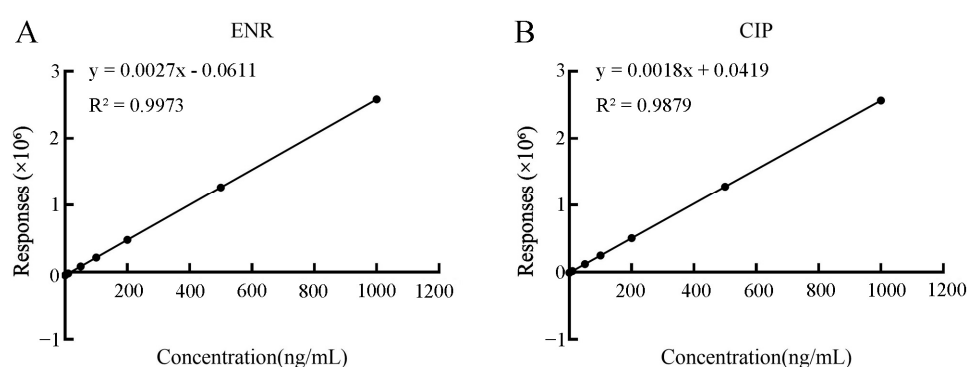 A
ENR
y = 0.0027x - 0.0611
R² = 0.9973
3
2
1
0
−1
200
400
600
800
1000
1200
Responses (×10⁶)
Concentration(ng/mL)
B
CIP
y = 0.0018x + 0.0419
R² = 0.9879
3
2
1
0
−1
200
400
600
800
1000
1200
Responses (×10⁶)
Concentration(ng/mL)